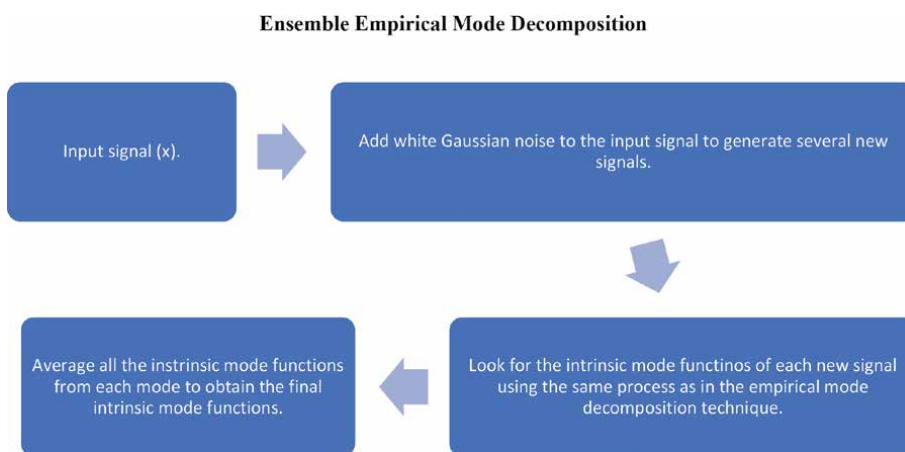 Ensemble Empirical Mode Decomposition
Input signal (x).
Add white Gaussian noise to the input signal to generate several new
signals.
Look for the intrinsic mode functinos of each new signal
using the same process as in the empirical mode
decomposition technique.
Average all the instrinsic mode functions
from each mode to obtain the final
intrinsic mode functions.